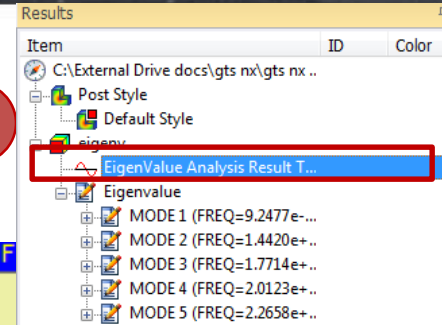 Results
Item ID Color
C:\External Drive docs\gts nx\gts nx ..
Post Style
Default Style
eigenv
EigenValue Analysis Result T...
Eigenvalue
MODE 1 (FREQ=9.2477e-...
MODE 2 (FREQ=1.4420e+..
MODE 3 (FREQ=1.7714e+..
MODE 4 (FREQ=2.0123e+..
F
MODE 5 (FREQ=2.2658e+..